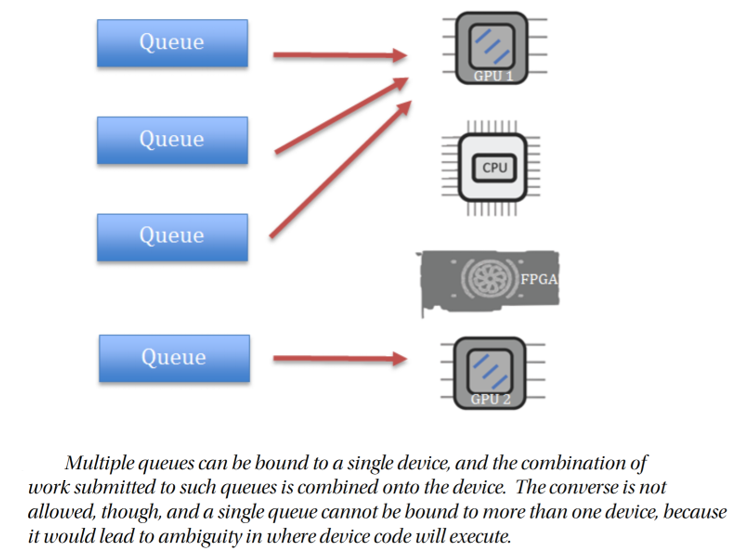 Queue
GPU 1
Queue
CPU
Queue
FPGA
Queue
GPU 2
Multiple queues can be bound to a single device, and the combination of
work submitted to such queues is combined onto the device. The converse is not
allowed, though, and a single queue cannot be bound to more than one device, because
it would lead to ambiguity in where device code will execute.